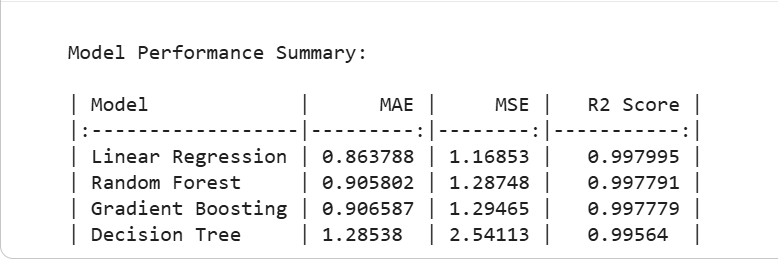 Model Performance Summary:
| Model             |      MAE |     MSE |   R2 Score |
|:------------------|---------:|--------:|-----------:|
| Linear Regression | 0.863788 | 1.16853 |   0.997995 |
| Random Forest     | 0.905802 | 1.28748 |   0.997791 |
| Gradient Boosting | 0.906587 | 1.29465 |   0.997779 |
| Decision Tree     | 1.28538  | 2.54113 |   0.99564  |